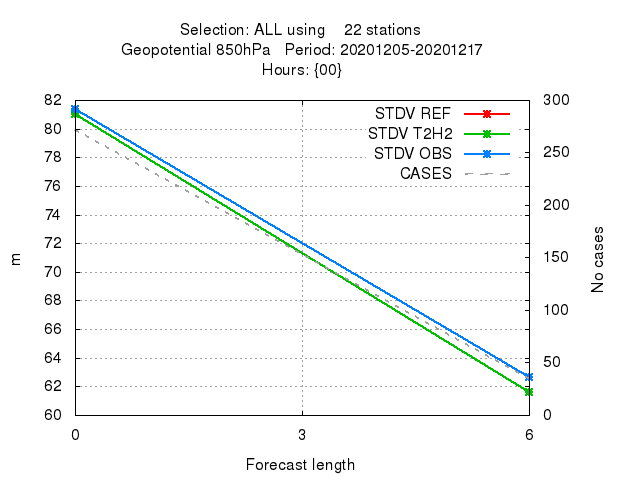 Selection: ALL using    22 stations
Geopotential 850hPa   Period: 20201205-20201217
Hours: {00}
STDV REF
STDV T2H2
STDV OBS
CASES
82
80
78
76
74
72
70
68
66
64
62
60
m
300
250
200
150
100
50
0
No cases
0 3 6
Forecast length